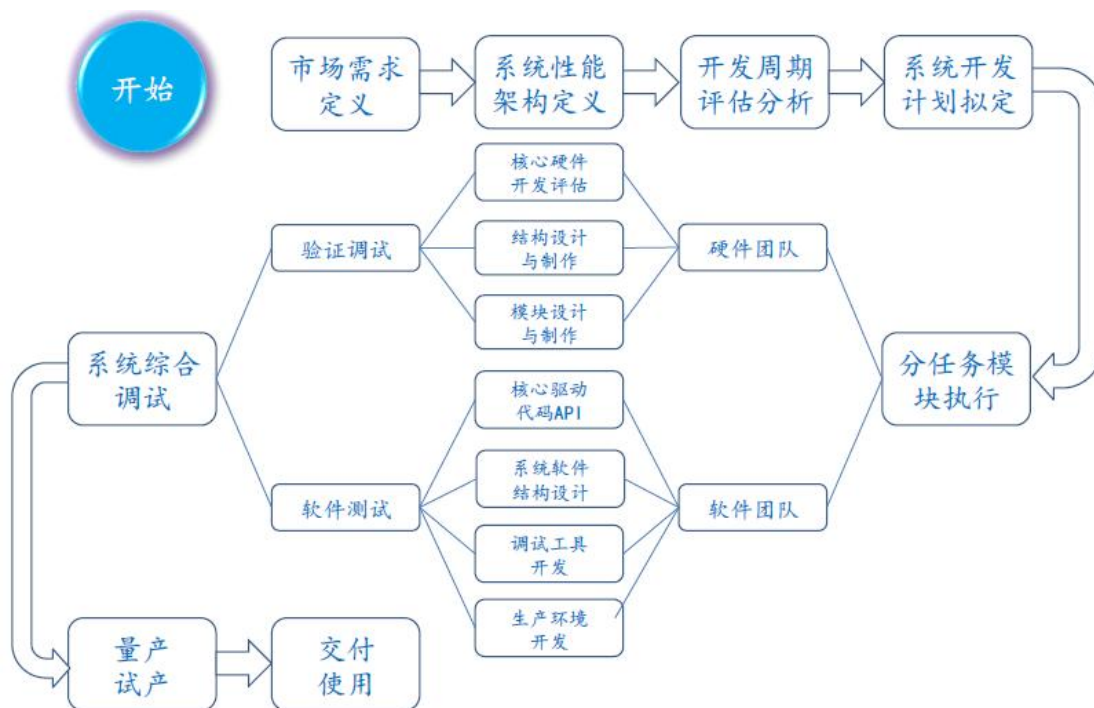 开始
市场需求
定义
系统性能
架构定义
开发周期
评估分析
系统开发
计划拟定
核心硬件
开发评估
验证调试
结构设计
与制作
硬件团队
模块设计
与制作
系统综合
调试
分任务模
块执行
核心驱动
代码API
系统软件
结构设计
软件测试
软件团队
调试工具
开发
生产环境
开发
量产
试产
交付
使用